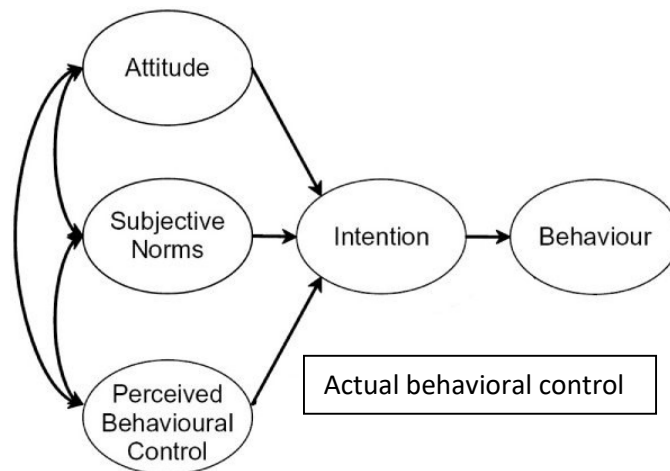 Attitude
Subjective
Norms
Intention
Behaviour
Perceived
Behavioural
Control
Actual behavioral control